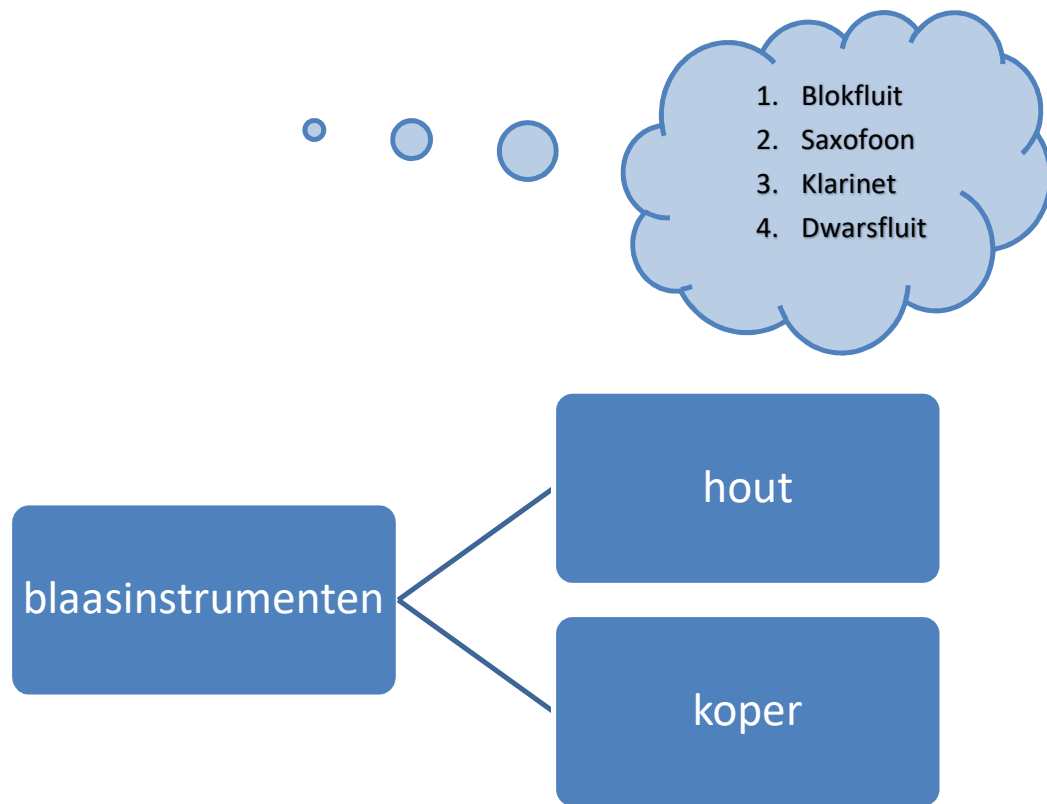 1. Blokfluit
2. Saxofoon
3. Klarinet
4. Dwarsfluit
hout
blaasinstrumenten
koper